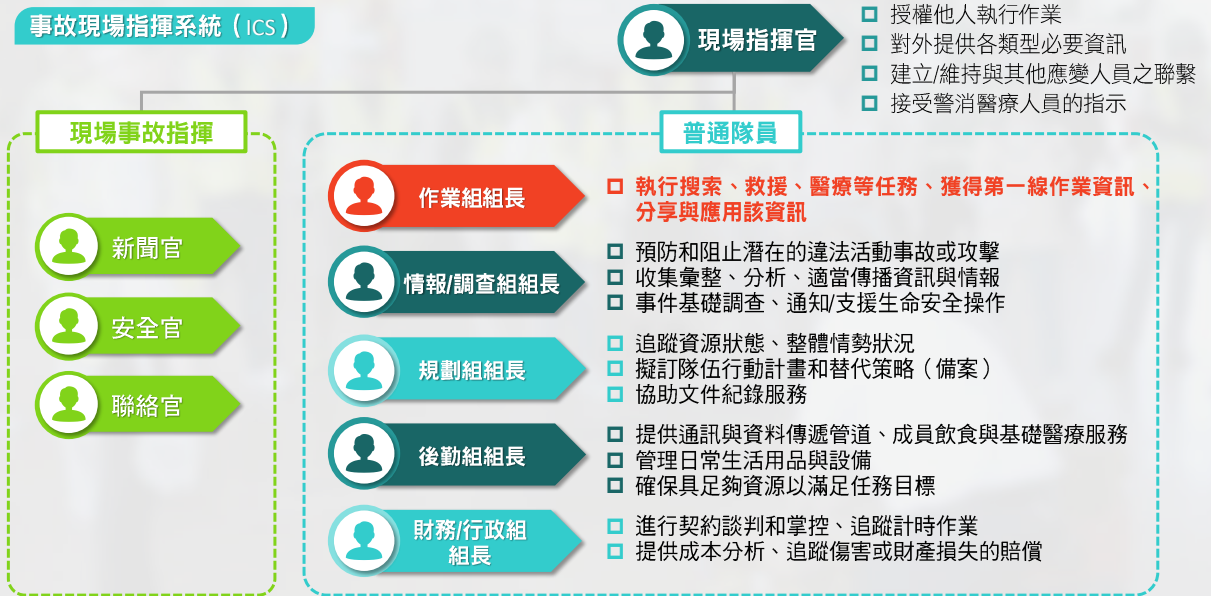 事故現場指揮系統（ICS）
現場指揮官
授權他人執行作業
對外提供各類型必要資訊
建立/維持與其他應變人員之聯繫
接受警消醫療人員的指示
現場事故指揮
新聞官
安全官
聯絡官
普通隊員
作業組組長
執行搜索、救援、醫療等任務、獲得第一線作業資訊、
分享與應用該資訊
情報/調查組組長
預防和阻止潛在的違法活動事故或攻擊
收集彙整、分析、適當傳播資訊與情報
事件基礎調查、通知/支援生命安全操作
規劃組組長
追蹤資源狀態、整體情勢狀況
擬訂隊伍行動計畫和替代策略（備案）
協助文件紀錄服務
後勤組組長
提供通訊與資料傳遞管道、成員飲食與基礎醫療服務
管理日常生活用品與設備
確保具足夠資源以滿足任務目標
財務/行政組
組長
進行契約談判和掌控、追蹤計時作業
提供成本分析、追蹤傷害或財產損失的賠償